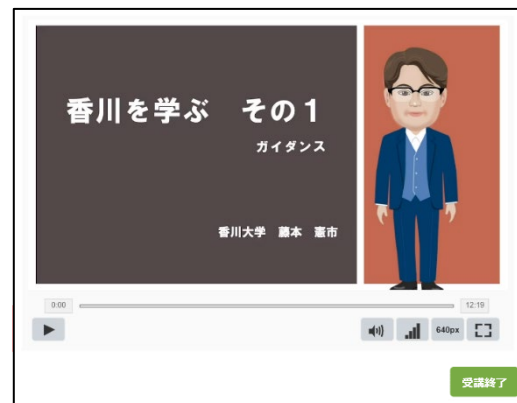 香川を学ぶ その1
ガイダンス
香川大学 藤本 憲市
0:00
12:19
640px
受講終了